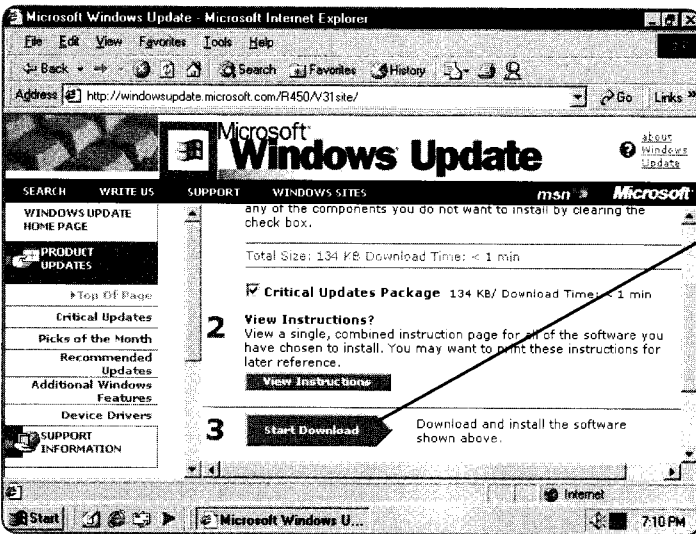 Microsoft Windows Update - Microsoft Internet Explorer
File Edit View Favorites Tools Help
Back Search Favorites History
Address http://windowsupdate.microsoft.com/R450/V31site/ Go Links »
Microsoft
Windows Update
about Windows Update
SEARCH WRITE US SUPPORT WINDOWS SITES msn Microsoft
WINDOWS UPDATE
HOME PAGE
PRODUCT
UPDATES
Top Of Page
Critical Updates
Picks of the Month
Recommended
Updates
Additional Windows
Features
Device Drivers
SUPPORT
INFORMATION
any of the components you do not want to install by clearing the
check box.
Total Size: 134 KB Download Time: < 1 min
Critical Updates Package 134 KB/ Download Time: < 1 min
2 View Instructions?
View a single, combined instruction page for all of the software you
have chosen to install. You may want to print these instructions for
later reference.
View Instructions
3 Start Download Download and install the software
shown above.
Internet
Start Microsoft Windows U... 7:10 PM